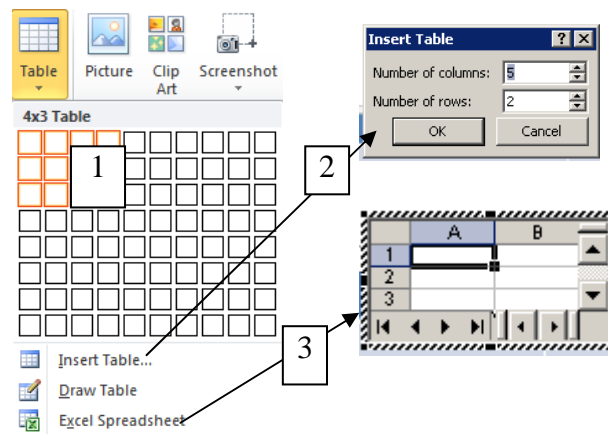 Table
Picture
Clip
Art
Screenshot
4x3 Table
1
Insert Table...
Draw Table
Excel Spreadsheet
2
3
Insert Table
Number of columns: 5
Number of rows: 2
OK Cancel
A B
1
2
3